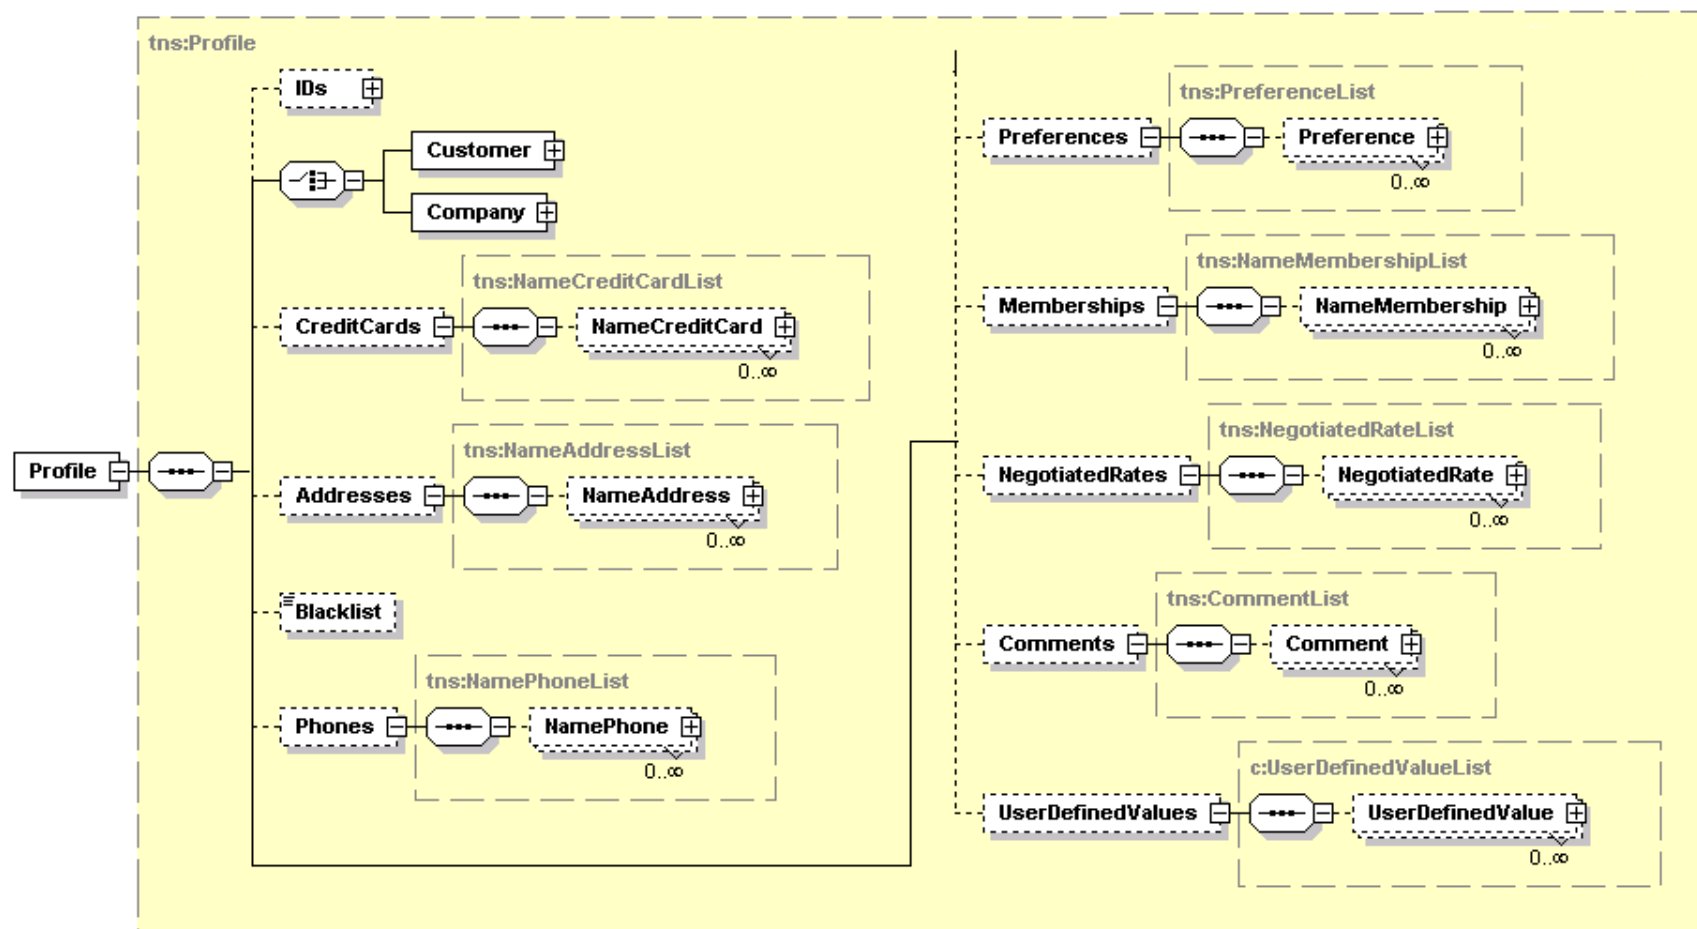 tns:Profile
IDs
Customer
Company
tns:NameCreditCardList
CreditCards
NameCreditCard
0..∞
tns:NameAddressList
Profile
Addresses
NameAddress
0..∞
Blacklist
tns:NamePhoneList
Phones
NamePhone
0..∞
tns:PreferenceList
Preferences
Preference
0..∞
tns:NameMembershipList
Memberships
NameMembership
0..∞
tns:NegotiatedRateList
NegotiatedRates
NegotiatedRate
0..∞
tns:CommentList
Comments
Comment
0..∞
c:UserDefinedValueList
UserDefinedValues
UserDefinedValue
0..∞